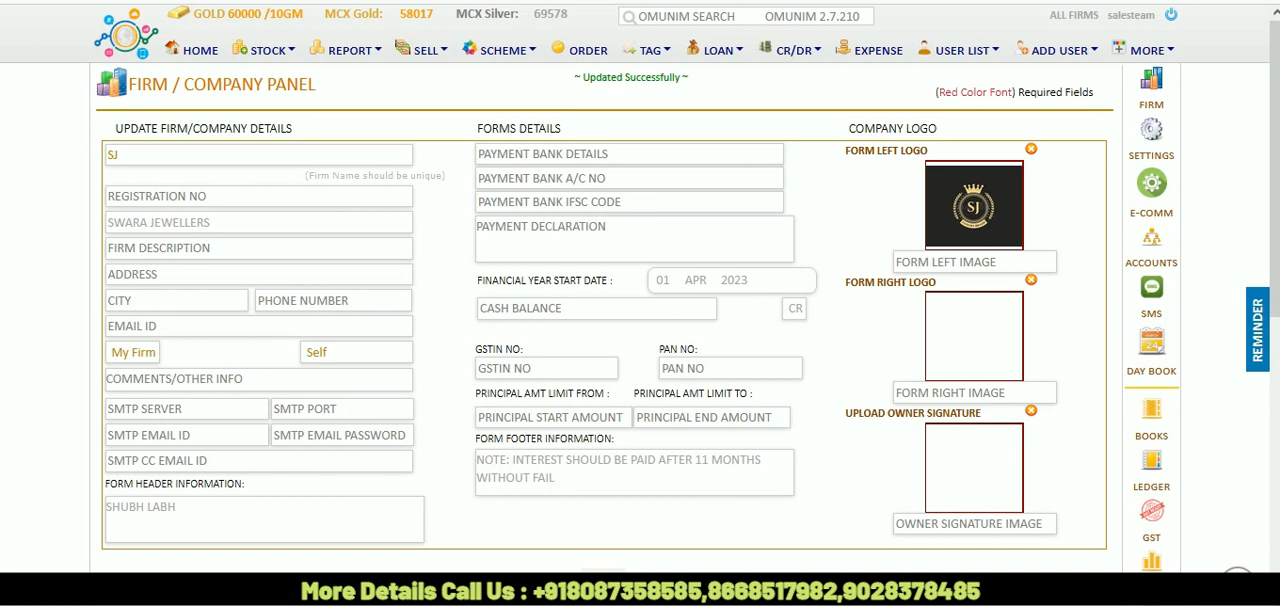 GOLD 60000 /10GM MCX Gold: 58017 MCX Silver: 69578 OMUNIM SEARCH OMUNIM 2.7.210 ALL FIRMS salesteam
HOME STOCK REPORT SELL SCHEME ORDER TAG LOAN CR/DR EXPENSE USER LIST ADD USER MORE
FIRM / COMPANY PANEL
~ Updated Successfully ~
(Red Color Font) Required Fields
UPDATE FIRM/COMPANY DETAILS
SJ
(Firm Name should be unique)
REGISTRATION NO
SWARA JEWELLERS
FIRM DESCRIPTION
ADDRESS
CITY PHONE NUMBER
EMAIL ID
My Firm Self
COMMENTS/OTHER INFO
SMTP SERVER SMTP PORT
SMTP EMAIL ID SMTP EMAIL PASSWORD
SMTP CC EMAIL ID
FORM HEADER INFORMATION:
SHUBH LABH
FORMS DETAILS
PAYMENT BANK DETAILS
PAYMENT BANK A/C NO
PAYMENT BANK IFSC CODE
PAYMENT DECLARATION
FINANCIAL YEAR START DATE : 01 APR 2023
CASH BALANCE CR
GSTIN NO: PAN NO:
GSTIN NO PAN NO
PRINCIPAL AMT LIMIT FROM : PRINCIPAL AMT LIMIT TO :
PRINCIPAL START AMOUNT PRINCIPAL END AMOUNT
FORM FOOTER INFORMATION:
NOTE: INTEREST SHOULD BE PAID AFTER 11 MONTHS
WITHOUT FAIL
COMPANY LOGO
FORM LEFT LOGO
SJ
FORM LEFT IMAGE
FORM RIGHT LOGO
FORM RIGHT IMAGE
UPLOAD OWNER SIGNATURE
OWNER SIGNATURE IMAGE
FIRM
SETTINGS
E-COMM
ACCOUNTS
SMS
DAY BOOK
BOOKS
LEDGER
GST
REMINDER
More Details Call Us : +918087358585,8668517982,9028378485